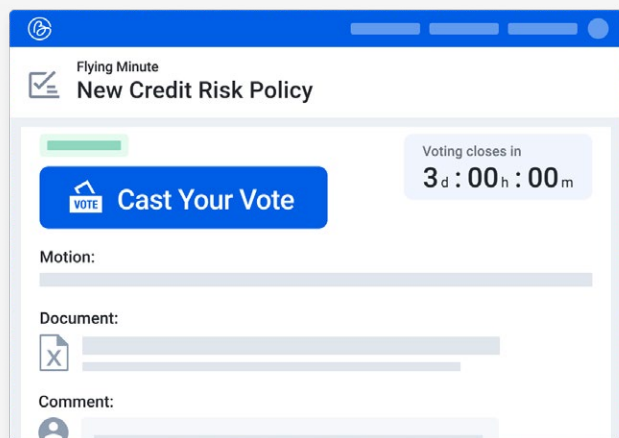 Flying Minute
New Credit Risk Policy
Voting closes in
3d:00h:00m
VOTE
Cast Your Vote
Motion:
Document:
X
Comment: